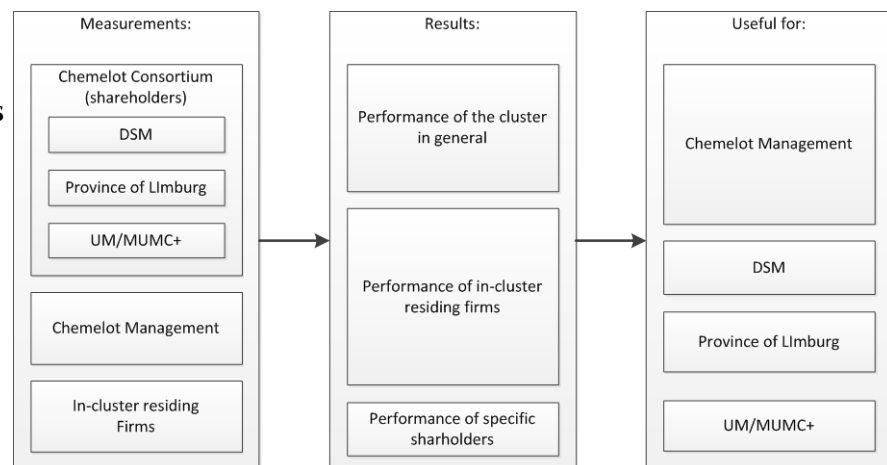 Measurements:
Chemelot Consortium
(shareholders)
DSM
Province of LImburg
UM/MUMC+
Chemelot Management
In-cluster residing
Firms
Results:
Performance of the cluster
in general
Performance of in-cluster
residing firms
Performance of specific
sharholders
Useful for:
Chemelot Management
DSM
Province of LImburg
UM/MUMC+
s